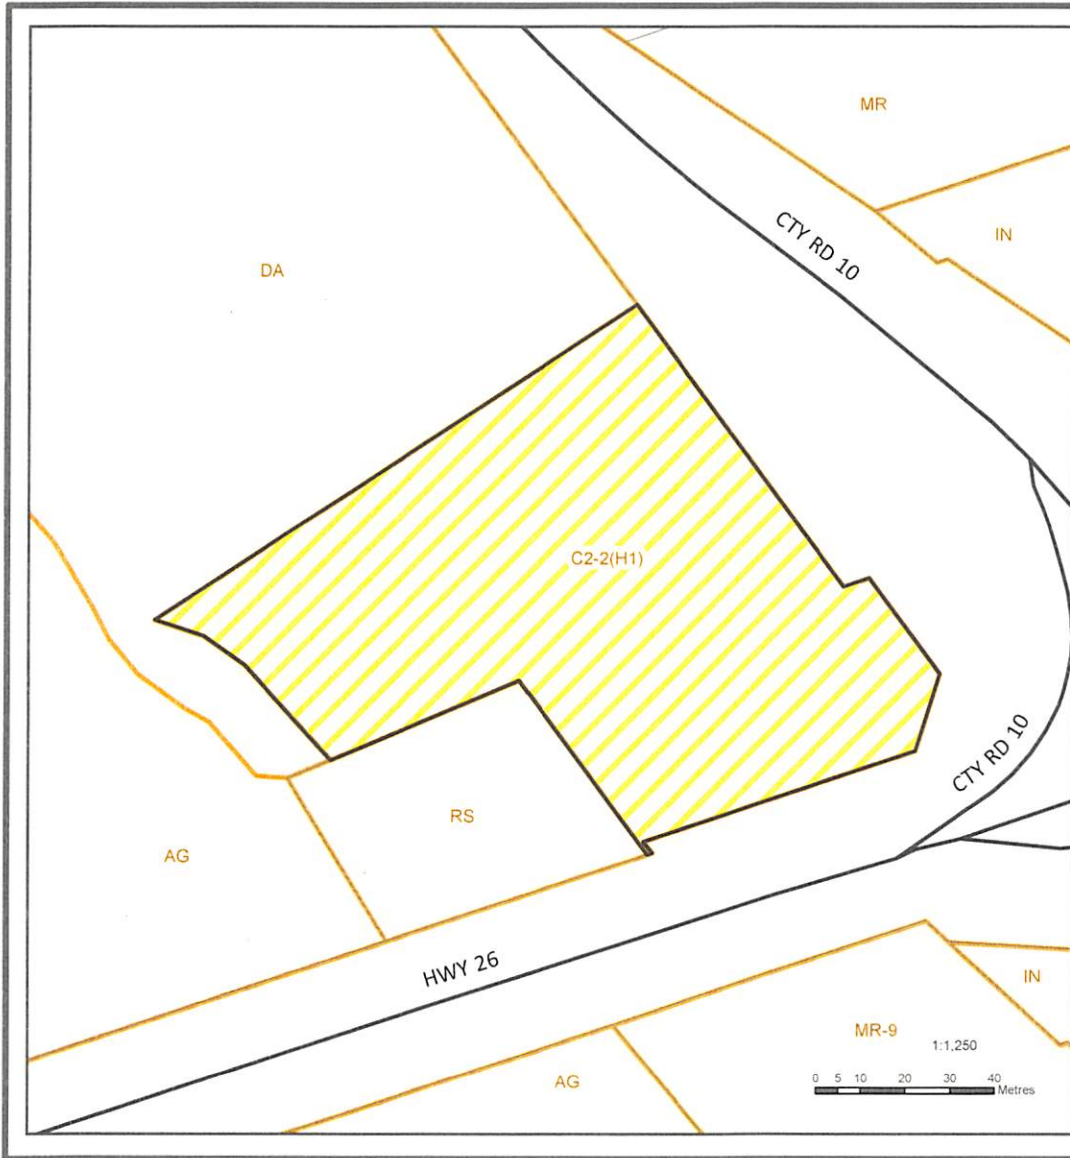 MR
CTY RD 10
IN
DA
C2-2(H1)
CTY RD 10
RS
AG
HWY 26
IN
MR-9
1:1,250
AG
0 5 10 20 30 40
Metres